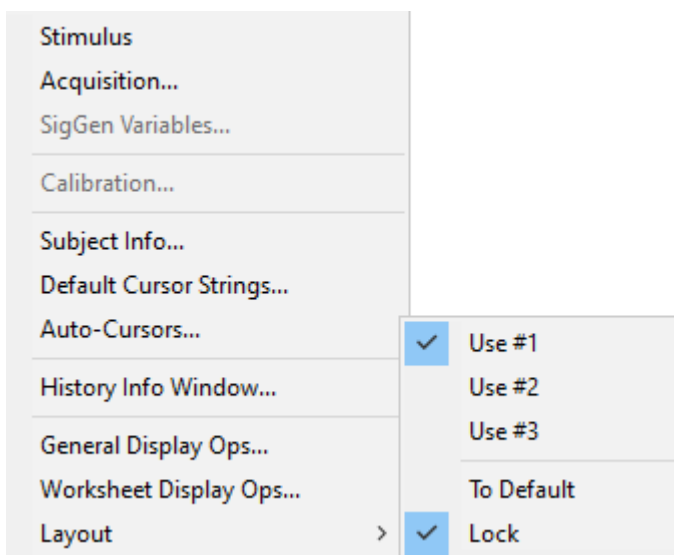 Stimulus
Acquisition...
SigGen Variables...
Calibration...
Subject Info...
Default Cursor Strings...
Auto-Cursors...
History Info Window...
General Display Ops...
Worksheet Display Ops...
Layout
Use #1
Use #2
Use #3
To Default
Lock